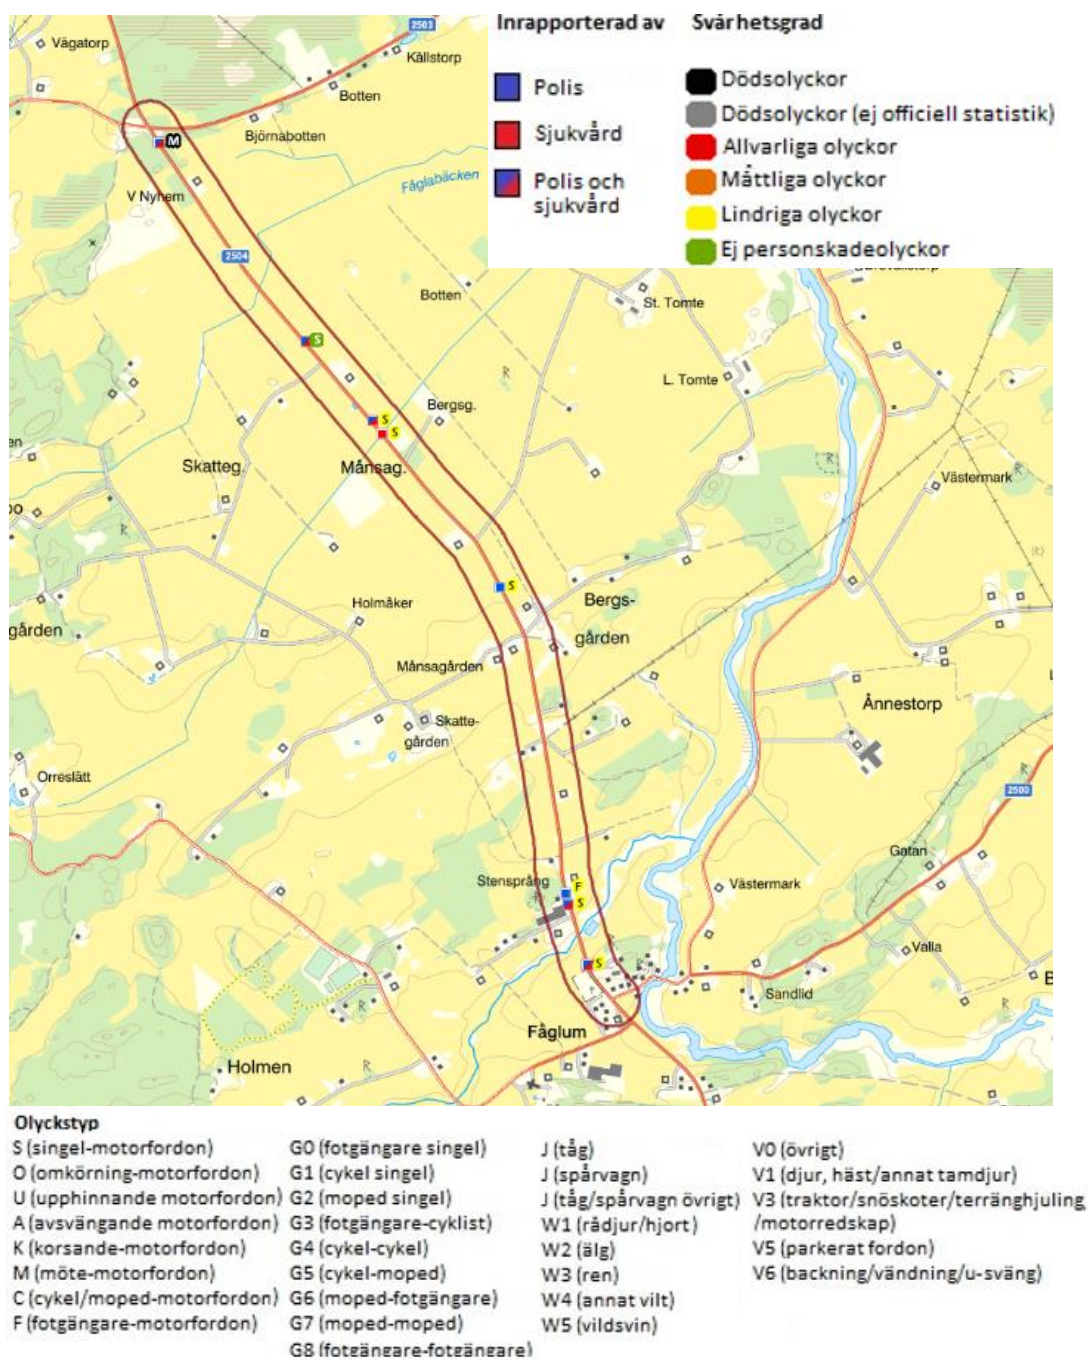 Inrapporterad av
Svårhetsgrad
Polis
Sjukvård
Polis och
sjukvård
Dödsolyckor
Dödsolyckor (ej officiell statistik)
Allvarliga olyckor
Måttliga olyckor
Lindriga olyckor
Ej personskadeolyckor
2503
Vägatorp
Kållstorp
Botten
Björnabotten
M
V Nyhem
Fåglabäcken
2504
Botten
St. Tomte
S
L. Tomte
R
Bergsg.
S
S
Skatteg.
Månsag.
R
Västermark
R
R
(R)
S
Holmåker
Bergs-
gården
gården
Månsagården
Ånnestorp
Skatte-
gården
Orreslätt
R
2500
Gatan
Stensprång
F
S
R
Västermark
Valla
S
Sandlid
R
R
B
Fåglum
Holmen
R
R
Olyckstyp
S (singel-motorfordon)
O (omkörning-motorfordon)
U (upphinnande motorfordon)
A (avsvängande motorfordon)
K (korsande-motorfordon)
M (möte-motorfordon)
C (cykel/moped-motorfordon)
F (fotgängare-motorfordon)
G0 (fotgängare singel)
G1 (cykel singel)
G2 (moped singel)
G3 (fotgängare-cyklist)
G4 (cykel-cykel)
G5 (cykel-moped)
G6 (moped-fotgängare)
G7 (moped-moped)
G8 (fotgängare-fotgängare)
J (tåg)
J (spårvagn)
J (tåg/spårvagn övrigt)
W1 (rådjur/hjort)
W2 (älg)
W3 (ren)
W4 (annat vilt)
W5 (vildsvin)
V0 (övrigt)
V1 (djur, häst/annat tamdjur)
V3 (traktor/snöskoter/terränghjuling
/motorredskap)
V5 (parkerat fordon)
V6 (backning/vändning/u-sväng)